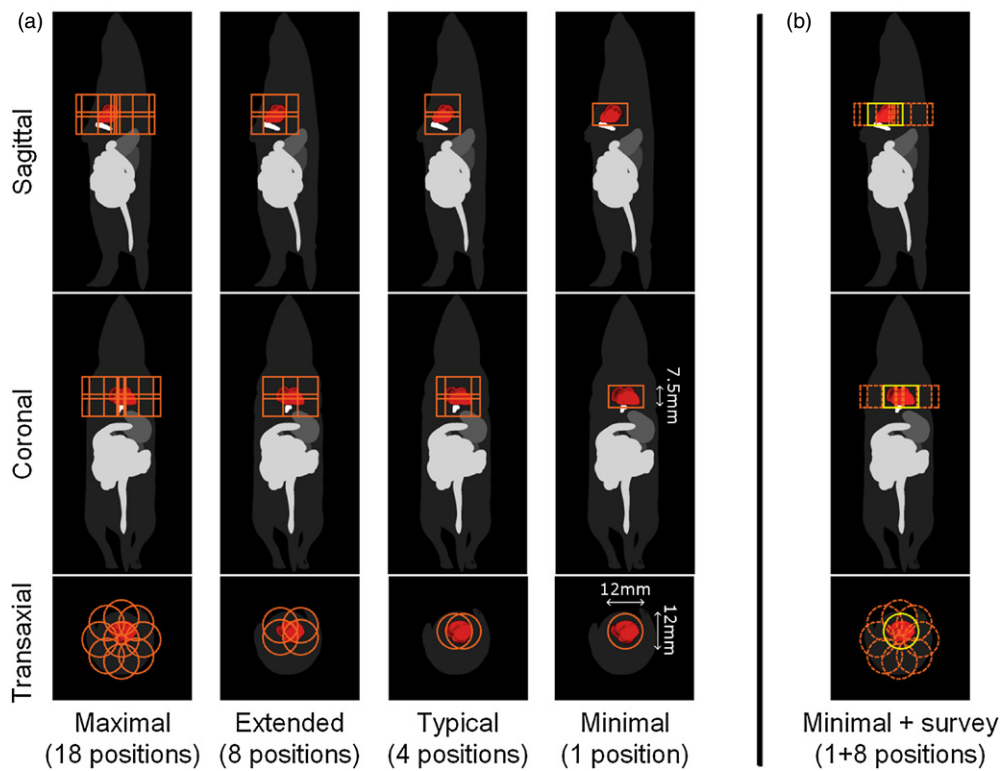 (a)
(b)
Sagittal
Coronal
7.5mm
Transaxial
12mm
12mm
Maximal
(18 positions)
Extended
(8 positions)
Typical
(4 positions)
Minimal
(1 position)
Minimal + survey
(1+8 positions)